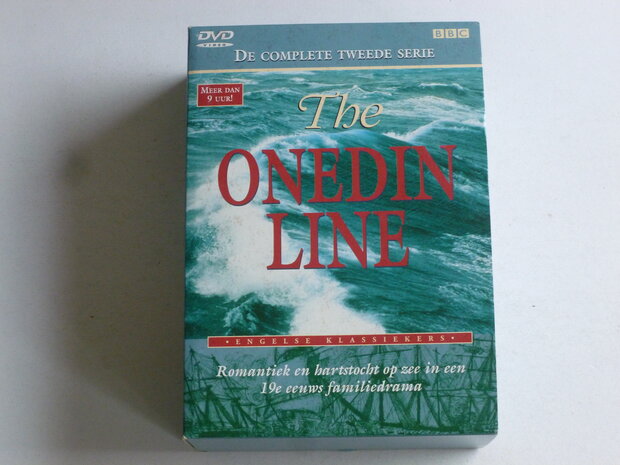 DVD
VIDEO
BBC
DE COMPLETE TWEEDE SERIE
MEER DAN
9 UUR!
The
ONEDIN
LINE
• ENGELSE KLASSIEKERS •
Romantiek en hartstocht op zee in een
19e eeuws familiedrama